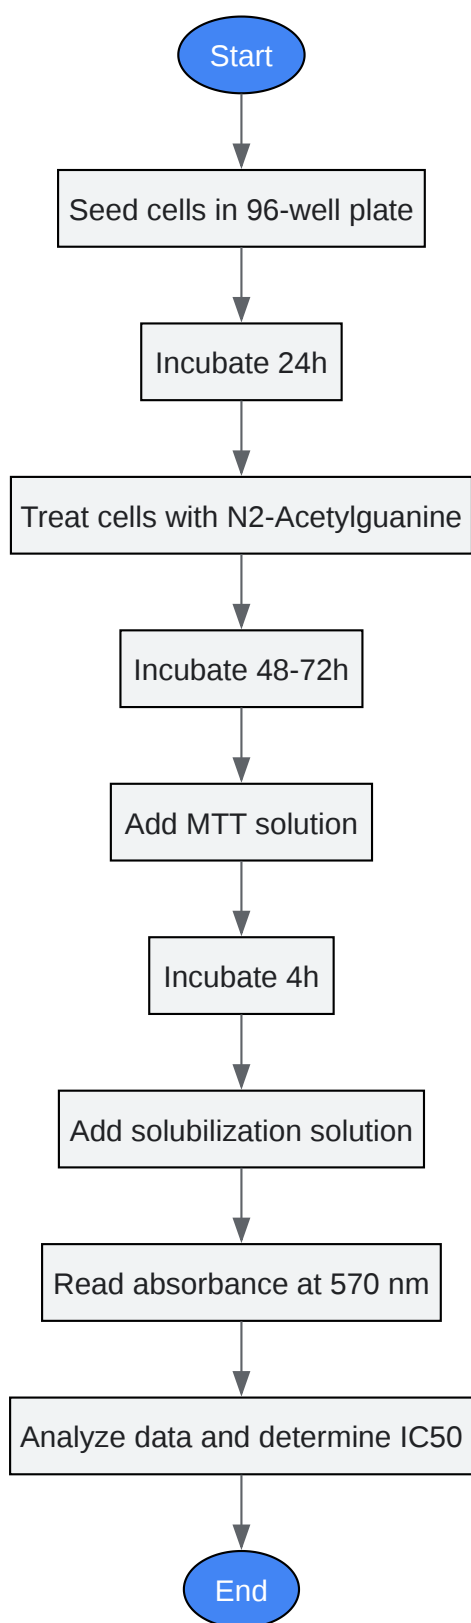 Start
Seed cells in 96-well plate
Incubate 24h
Treat cells with N2-Acetylguanine
Incubate 48-72h
Add MTT solution
Incubate 4h
Add solubilization solution
Read absorbance at 570 nm
Analyze data and determine IC50
End